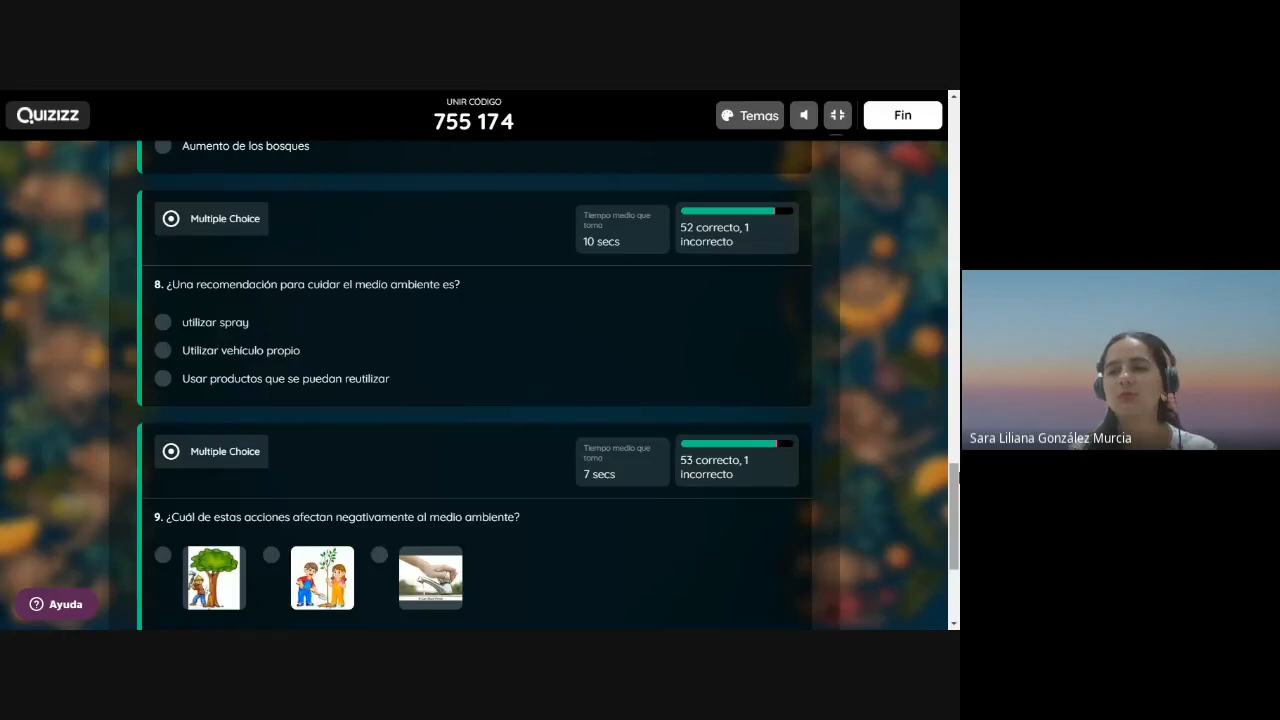 Quizizz
UNIR CÓDIGO
755 174
Temas
Fin
Aumento de los bosques
Multiple Choice
Tiempo medio que
toma
10 secs
52 correcto, 1
incorrecto
8. ¿Una recomendación para cuidar el medio ambiente es?
utilizar spray
Utilizar vehículo propio
Usar productos que se puedan reutilizar
Multiple Choice
Tiempo medio que
toma
7 secs
53 correcto, 1
incorrecto
9. ¿Cuál de estas acciones afectan negativamente al medio ambiente?
Ayuda
Sara Liliana González Murcia